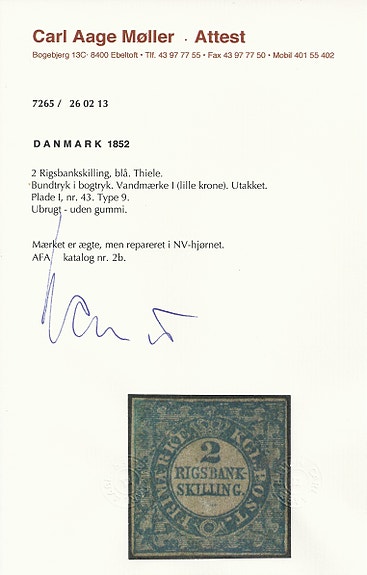 Carl Aage Møller . Attest
Bogebjerg 13C· 8400 Ebeltoft • Tlf. 43 97 77 55 • Fax 43 97 77 50 • Mobil 401 55 402
7265 / 26 02 13
DANMARK 1852
2 Rigsbankskilling, blå. Thiele.
Bundtryk i bogtryk. Vandmærke I (lille krone). Utakket.
Plade I, nr. 43. Type 9.
Ubrugt - uden gummi.
Mærket er ægte, men repareret i NV-hjørnet.
AFA katalog nr. 2b.
2
RIGSBANK-
SKILLING.
FRIMÆRKE KGL. POST.